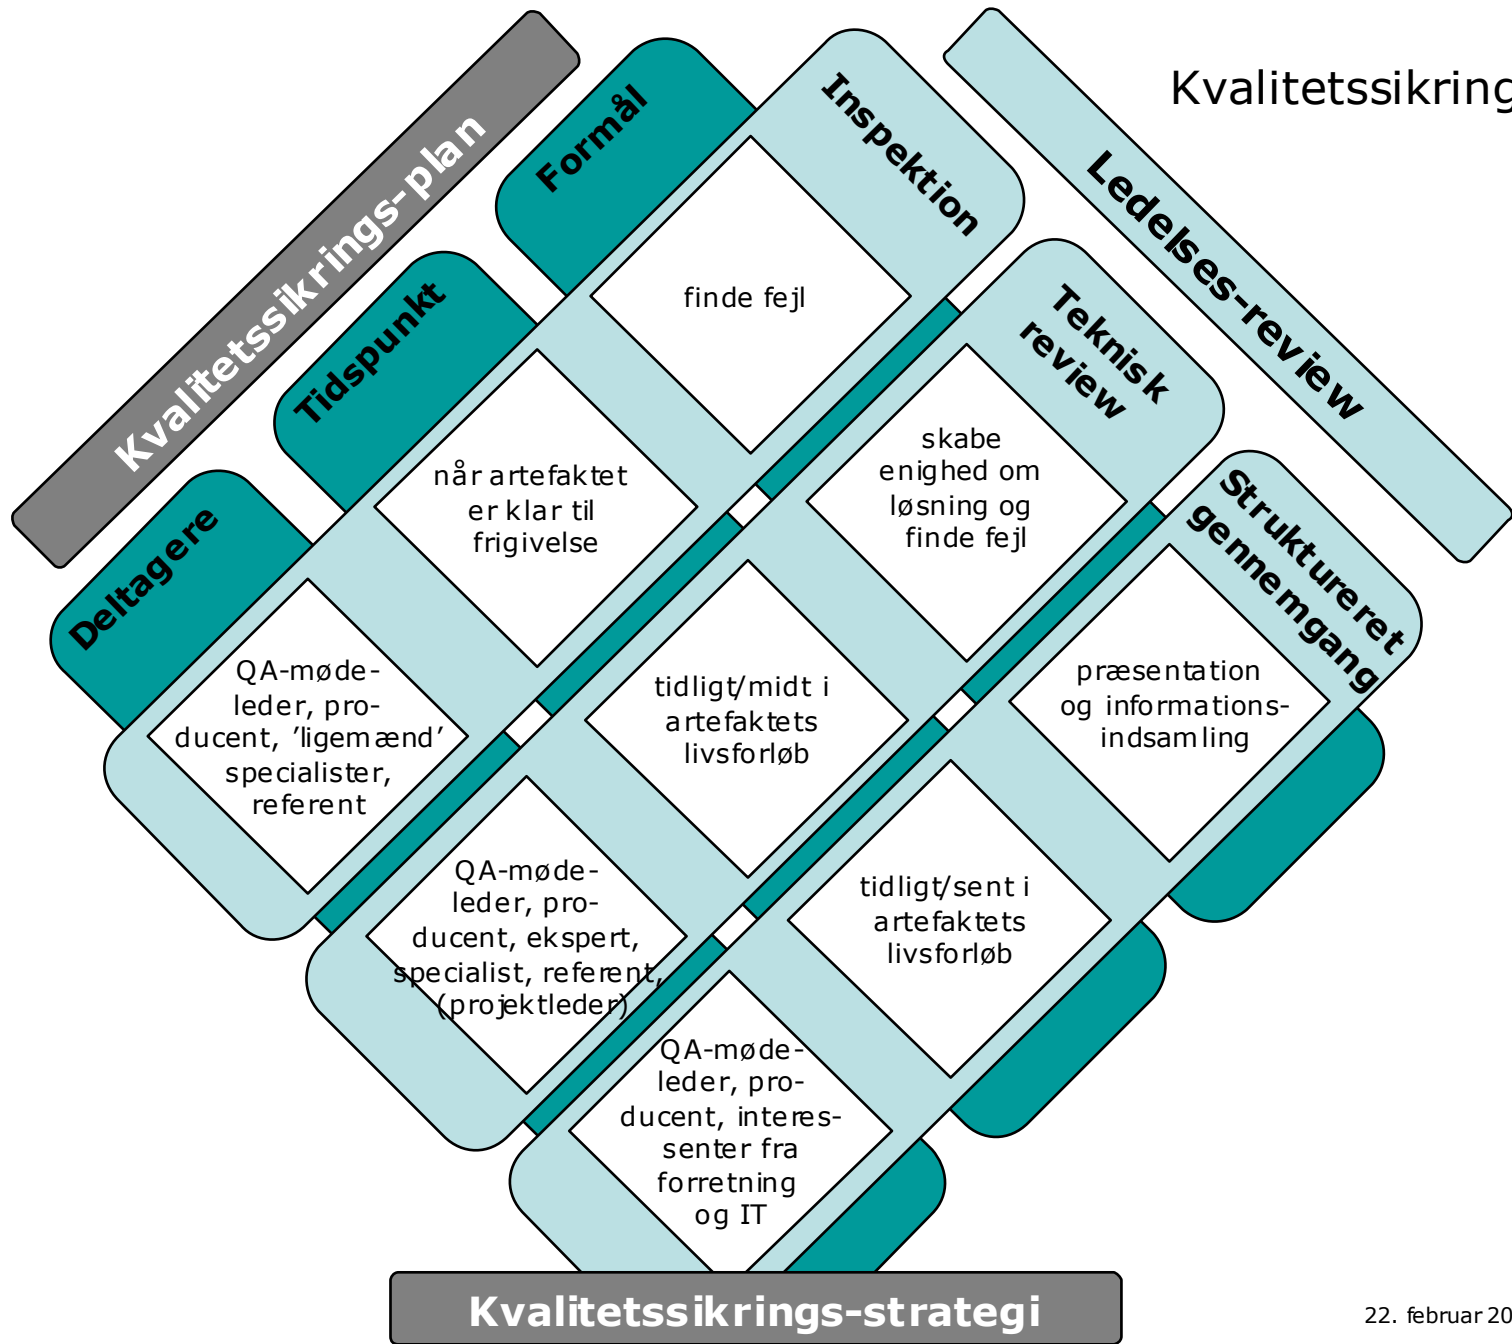 Kvalitetssikring
Kvalitetssikrings-plan
Formål
Tidspunkt
Deltagere
Inspektion
Teknisk
review
Struktureret
gennemgang
Ledelses-review
finde fejl
når artefaktet
er klar til
frigivelse
QA-møde-
leder, pro-
ducent, ’ligemænd’
specialister,
referent
skabe
enighed om
løsning og
finde fejl
tidligt/midt i
artefaktets
livsforløb
QA-møde-
leder, pro-
ducent, ekspert,
specialist, referent,
(projektleder)
præsentation
og informations-
indsamling
tidligt/sent i
artefaktets
livsforløb
QA-møde-
leder, pro-
ducent, interes-
senter fra
forretning
og IT
Kvalitetssikrings-strategi
22. februar 20